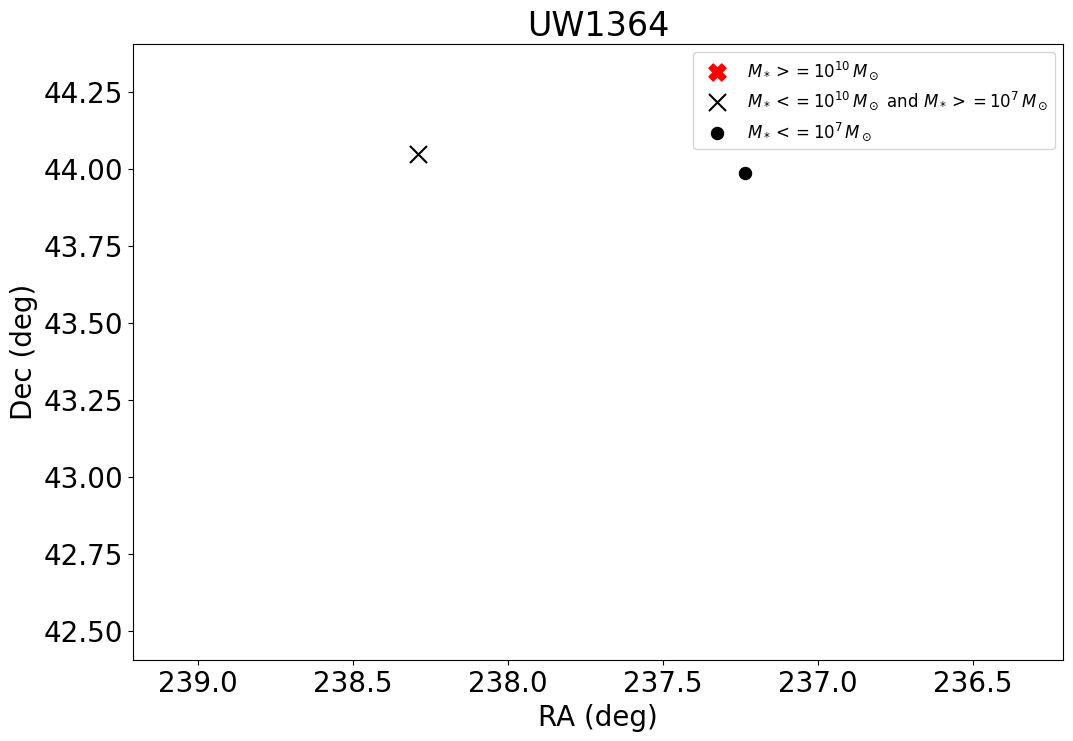 UW1364
M* >= 10^10 M⊙
M* <= 10^10 M⊙ and M* >= 10^7 M⊙
M* <= 10^7 M⊙
44.25
44.00
43.75
43.50
43.25
43.00
42.75
42.50
Dec (deg)
239.0 238.5 238.0 237.5 237.0 236.5
RA (deg)